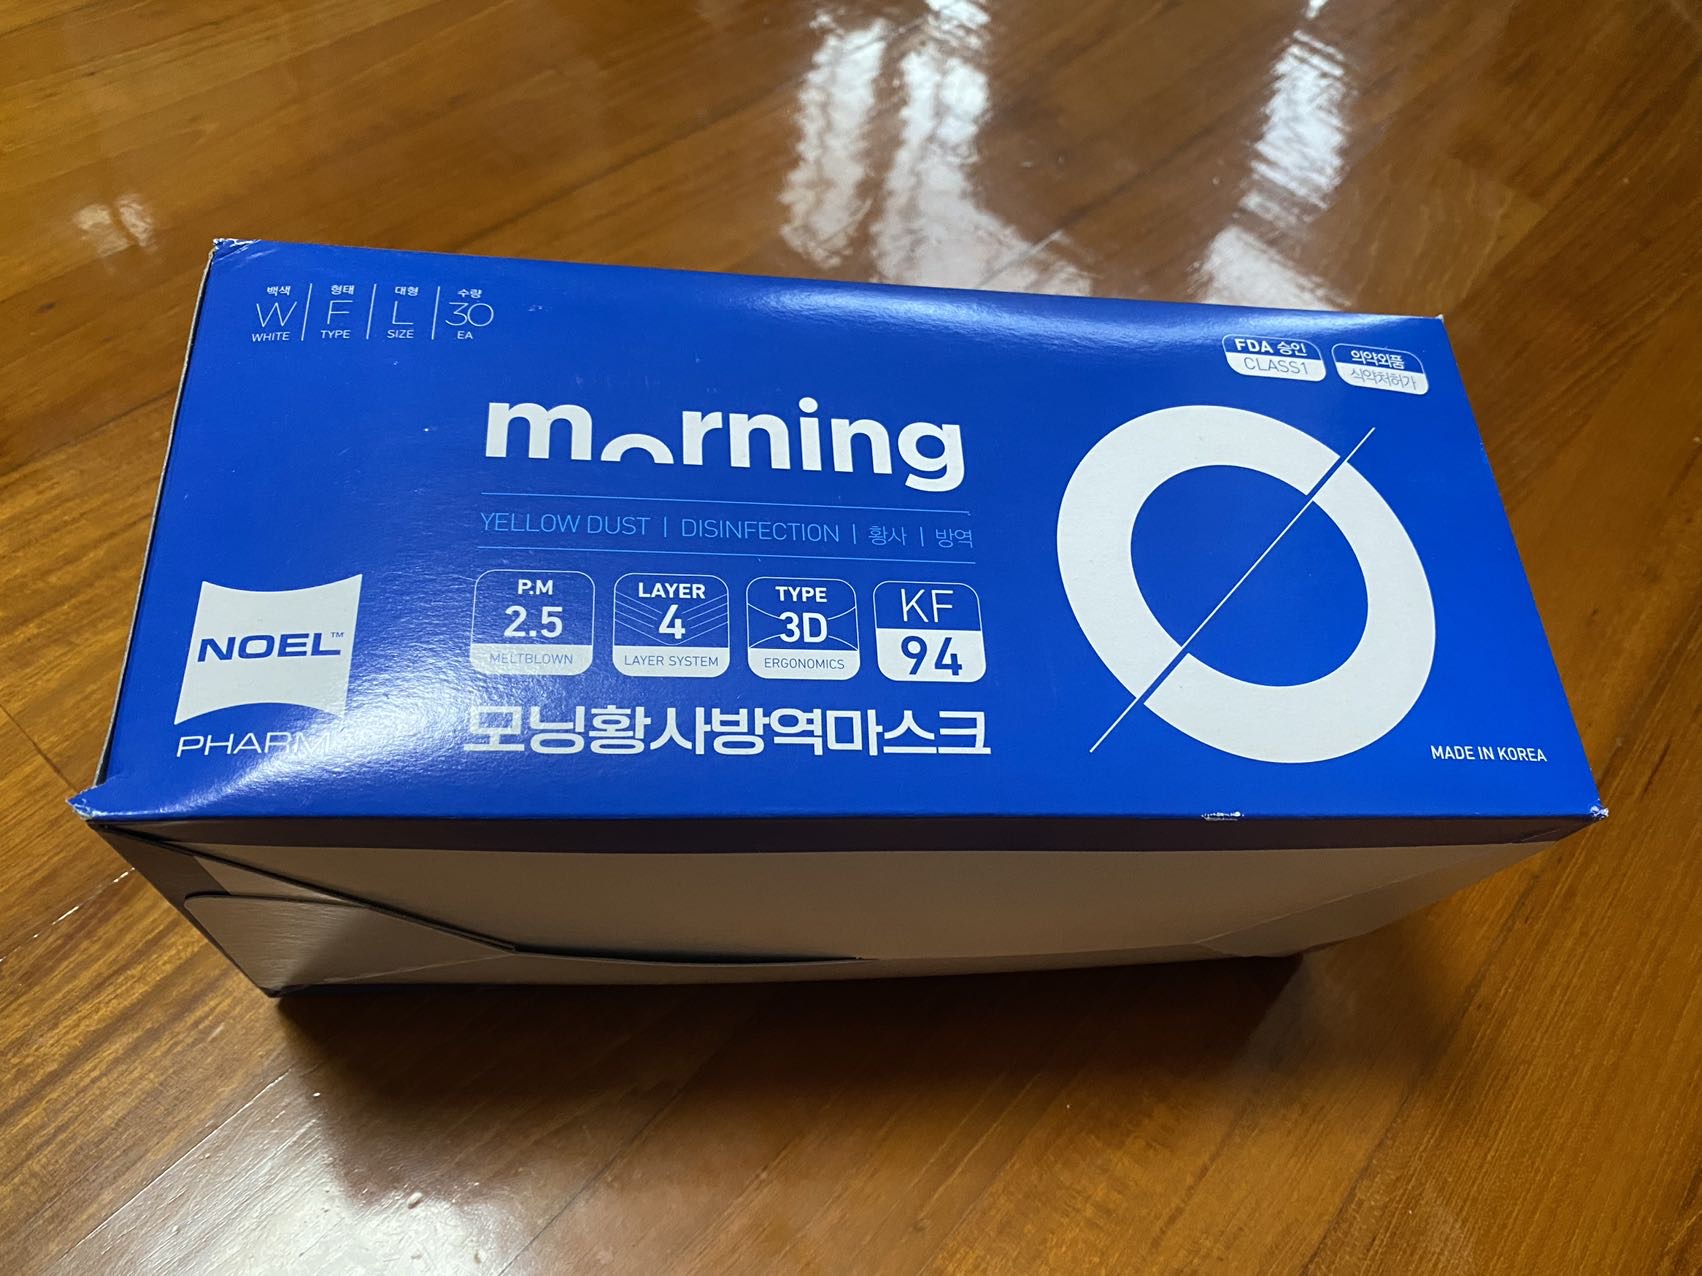 백색 형태 대형 수량
W F L 30
WHITE TYPE SIZE EA
FDA 승인
CLASS1
의약외품
식약처허가
morning
YELLOW DUST | DISINFECTION | 황사 | 방역
P.M
2.5
MELTBLOWN
LAYER
4
LAYER SYSTEM
TYPE
3D
ERGONOMICS
KF
94
NOEL™
PHARM
모닝황사방역마스크
MADE IN KOREA